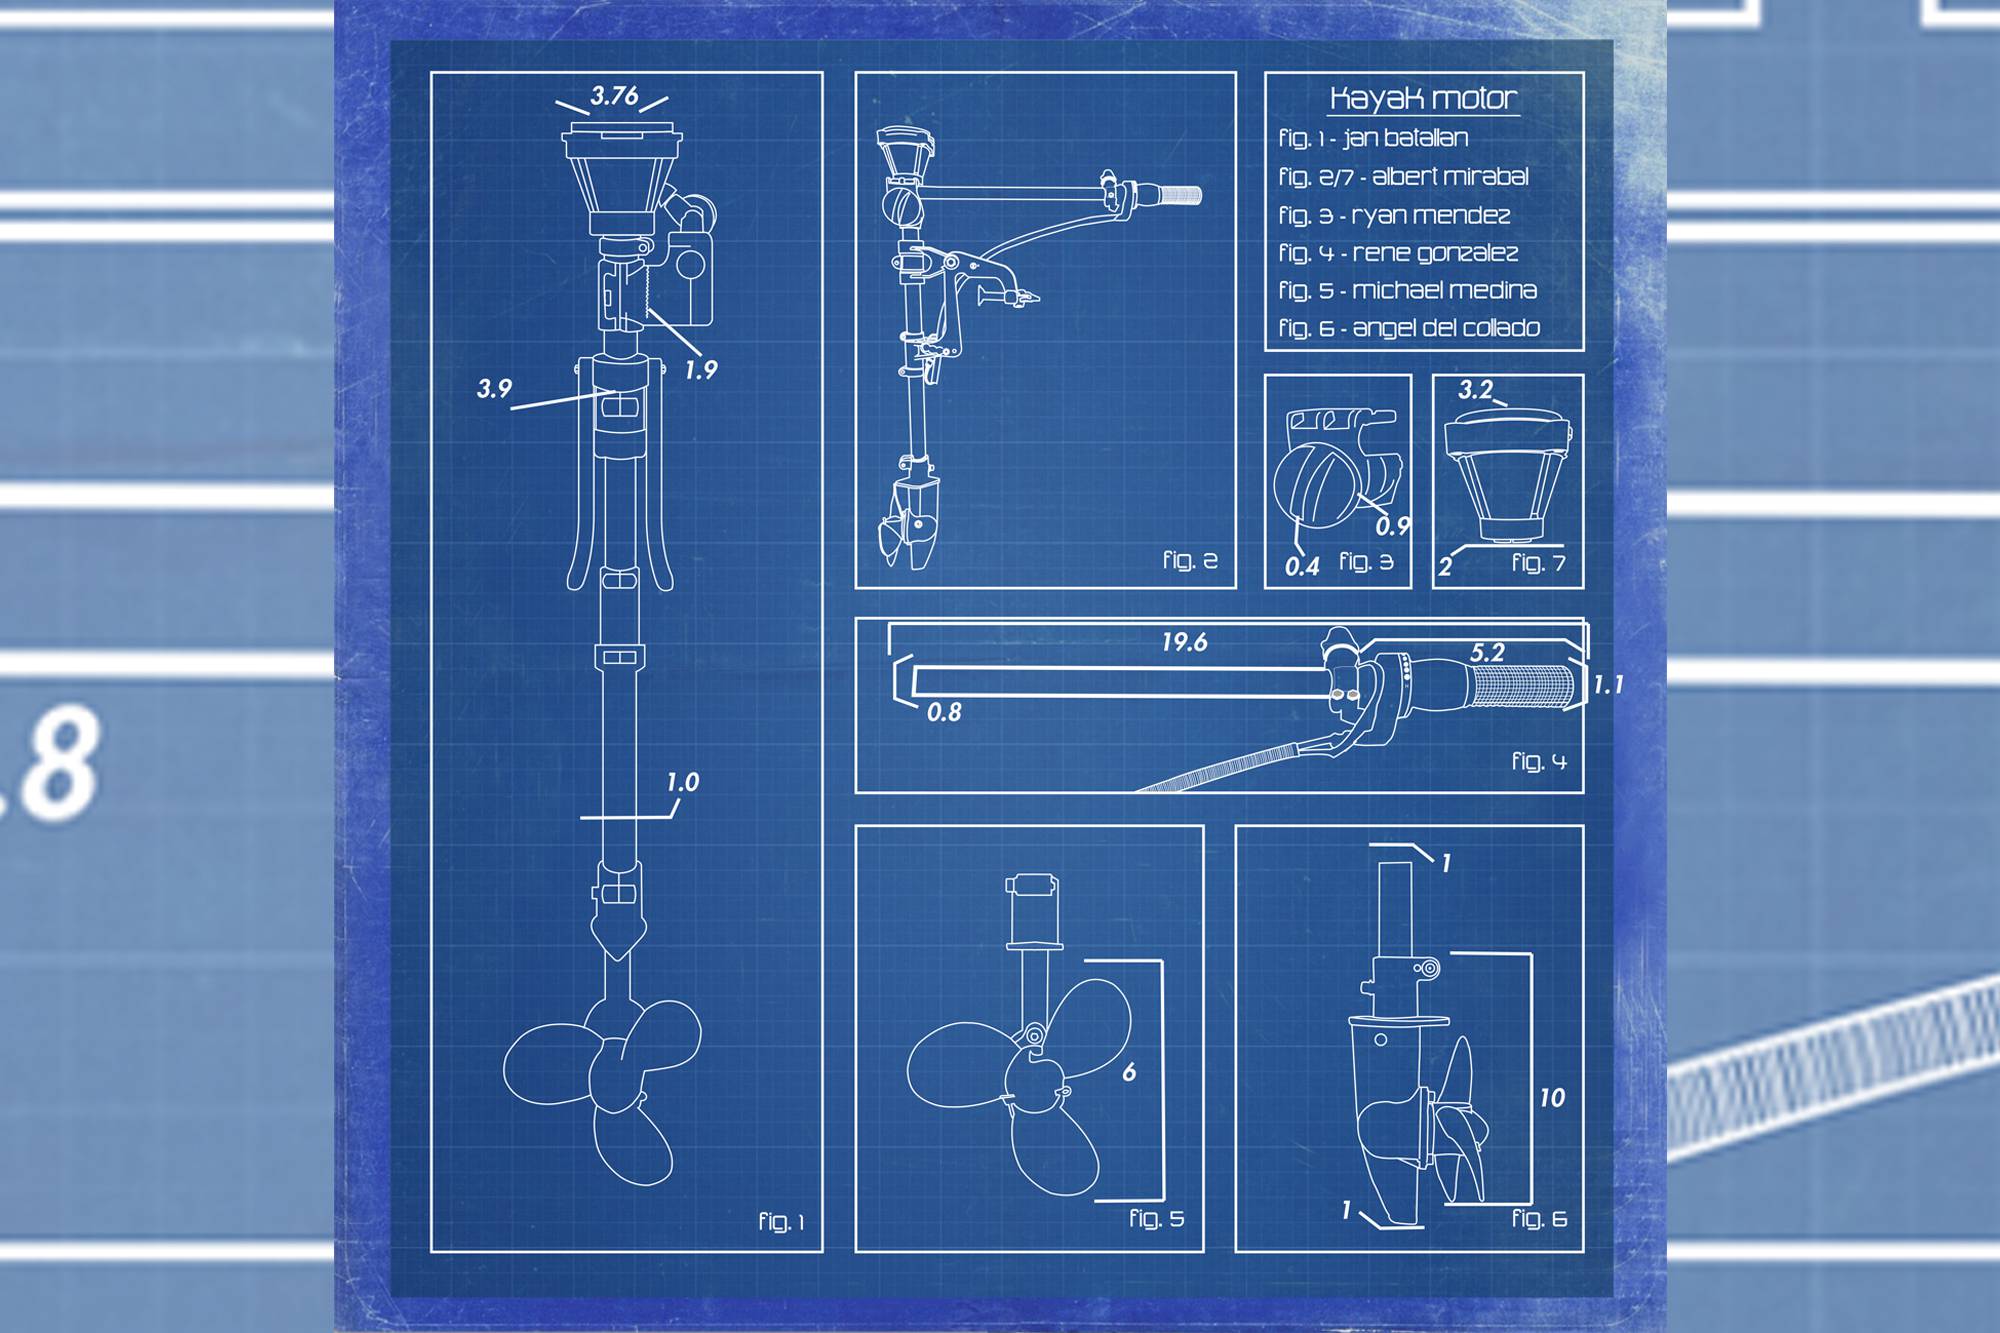 3.76
1.9
3.9
1.0
fig. 1
fig. 2
Kayak motor
fig. 1 - jan batallan
fig. 2/7 - albert mirabal
fig. 3 - ryan mendez
fig. 4 - rene gonzalez
fig. 5 - michael medina
fig. 6 - angel del collado
0.9
0.4
fig. 3
3.2
2
fig. 7
19.6
5.2
1.1
0.8
fig. 4
6
fig. 5
1
10
1
fig. 6
.8